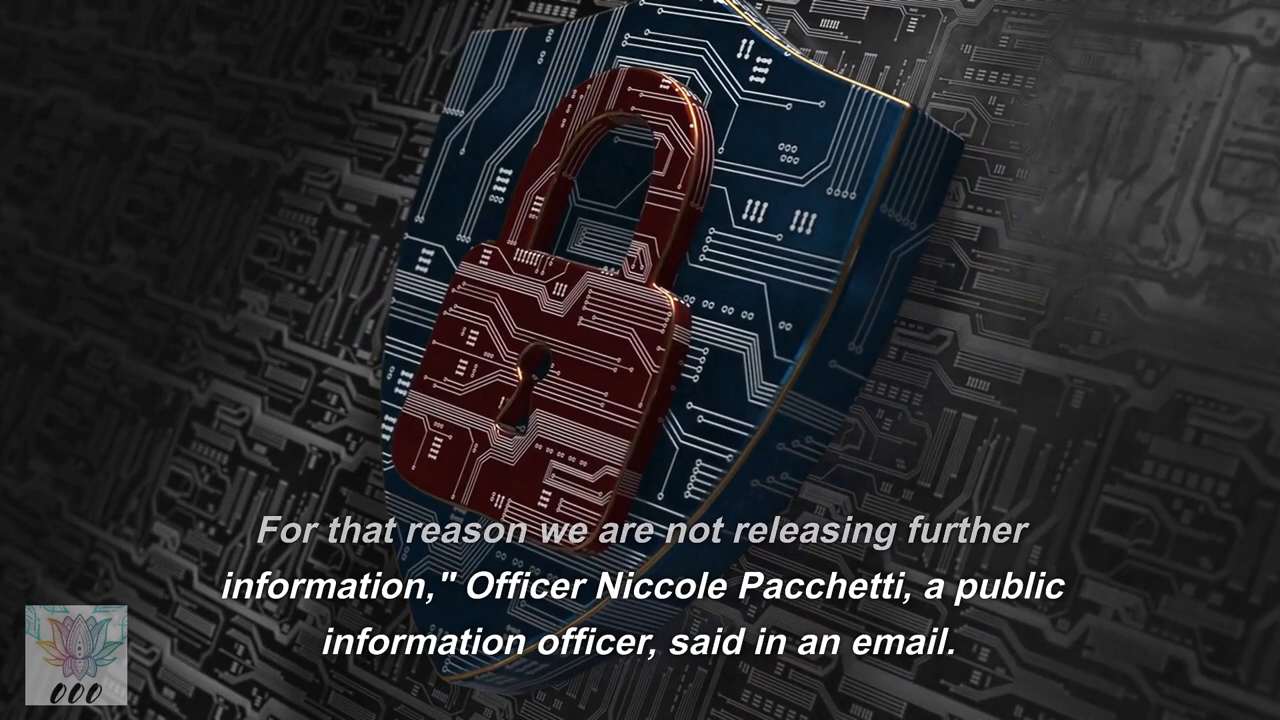 For that reason we are not releasing further
information," Officer Niccole Pacchetti, a public
information officer, said in an email.
000